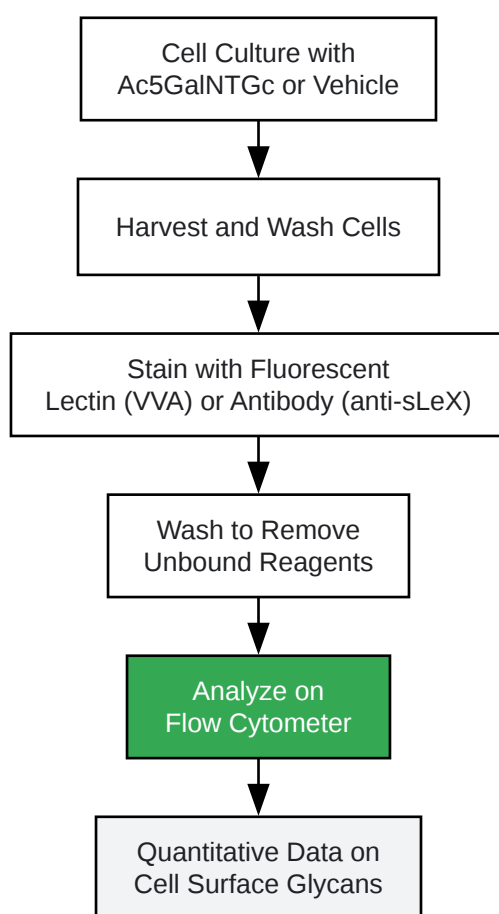 Cell Culture with
Ac5GalNTGc or Vehicle
Harvest and Wash Cells
Stain with Fluorescent
Lectin (VVA) or Antibody (anti-sLeX)
Wash to Remove
Unbound Reagents
Analyze on
Flow Cytometer
Quantitative Data on
Cell Surface Glycans